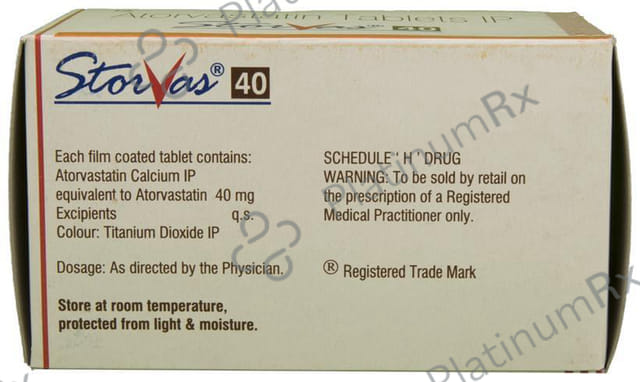 Atorvastatin Tablets IP
Storvas® 40
Storvas® 40
Each film coated tablet contains:
Atorvastatin Calcium IP
equivalent to Atorvastatin 40 mg
Excipients q.s.
Colour: Titanium Dioxide IP
Dosage: As directed by the Physician.
Store at room temperature,
protected from light & moisture.
SCHEDULE 'H' DRUG
WARNING: To be sold by retail on
the prescription of a Registered
Medical Practitioner only.
® Registered Trade Mark
PlatinumRx
PlatinumRx
PlatinumRx